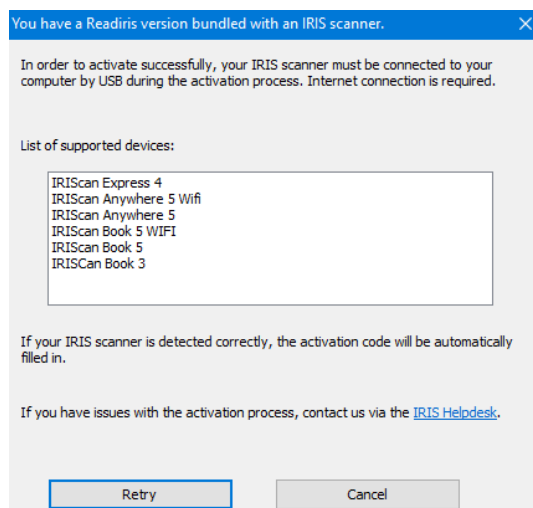 You have a Readiris version bundled with an IRIS scanner.
In order to activate successfully, your IRIS scanner must be connected to your
computer by USB during the activation process. Internet connection is required.
List of supported devices:
IRIScan Express 4
IRIScan Anywhere 5 Wifi
IRIScan Anywhere 5
IRIScan Book 5 WIFI
IRIScan Book 5
IRISCan Book 3
If your IRIS scanner is detected correctly, the activation code will be automatically
filled in.
If you have issues with the activation process, contact us via the IRIS Helpdesk.
Retry
Cancel